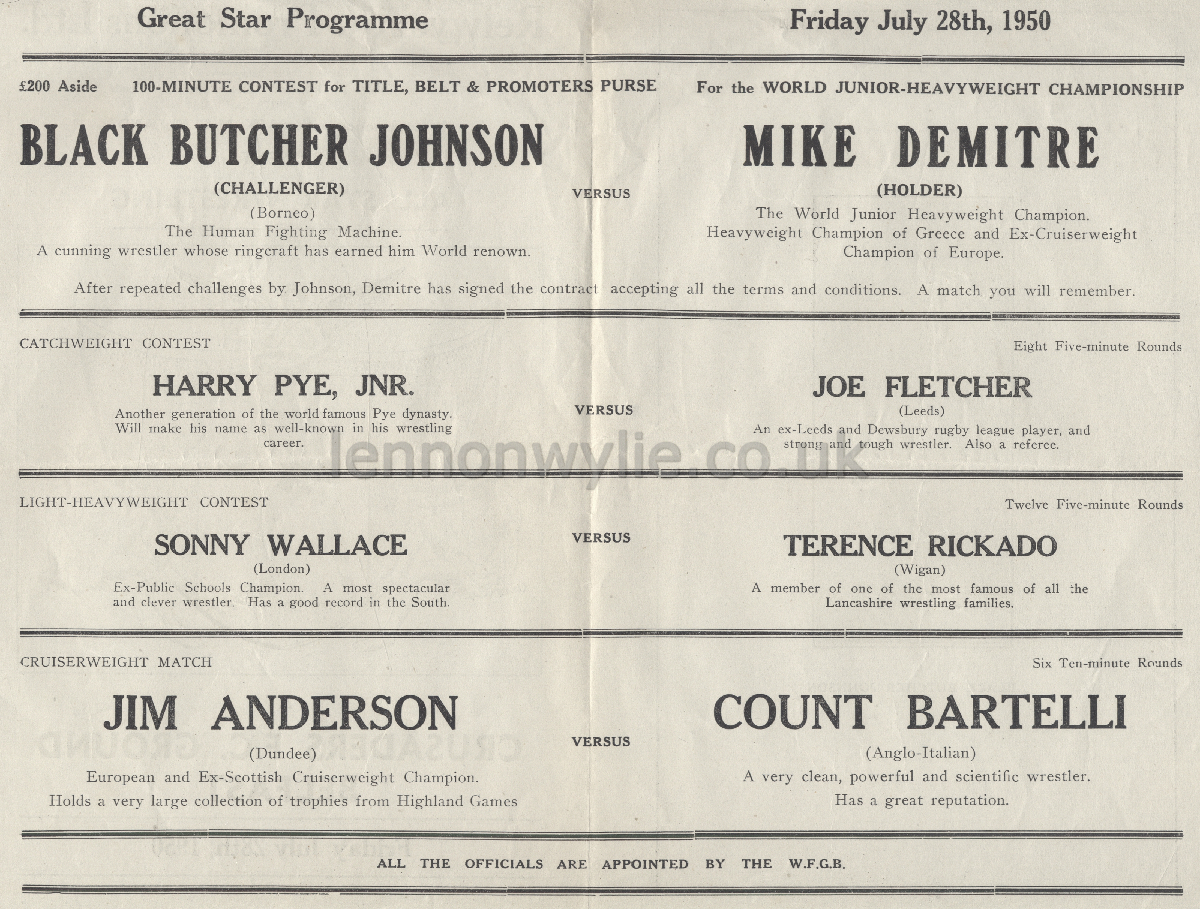 Great Star Programme
Friday July 28th, 1950
£200 Aside 100-MINUTE CONTEST for TITLE, BELT & PROMOTERS PURSE For the WORLD JUNIOR-HEAVYWEIGHT CHAMPIONSHIP
BLACK BUTCHER JOHNSON
(CHALLENGER)
(Borneo)
The Human Fighting Machine.
A cunning wrestler whose ringcraft has earned him World renown.
VERSUS
MIKE DEMITRE
(HOLDER)
The World Junior Heavyweight Champion.
Heavyweight Champion of Greece and Ex-Cruiserweight
Champion of Europe.
After repeated challenges by Johnson, Demitre has signed the contract accepting all the terms and conditions. A match you will remember.
CATCHWEIGHT CONTEST
Eight Five-minute Rounds
HARRY PYE, JNR.
Another generation of the world famous Pye dynasty.
Will make his name as well-known in his wrestling
career.
VERSUS
JOE FLETCHER
(Leeds)
An ex-Leeds and Dewsbury rugby league player, and
strong and tough wrestler. Also a referee.
lennonwylie.co.uk
LIGHT-HEAVYWEIGHT CONTEST
Twelve Five-minute Rounds
SONNY WALLACE
(London)
Ex-Public Schools Champion. A most spectacular
and clever wrestler. Has a good record in the South.
VERSUS
TERENCE RICKADO
(Wigan)
A member of one of the most famous of all the
Lancashire wrestling families.
CRUISERWEIGHT MATCH
Six Ten-minute Rounds
JIM ANDERSON
(Dundee)
European and Ex-Scottish Cruiserweight Champion.
Holds a very large collection of trophies from Highland Games
VERSUS
COUNT BARTELLI
(Anglo-Italian)
A very clean, powerful and scientific wrestler.
Has a great reputation.
ALL THE OFFICIALS ARE APPOINTED BY THE W.F.G.B.